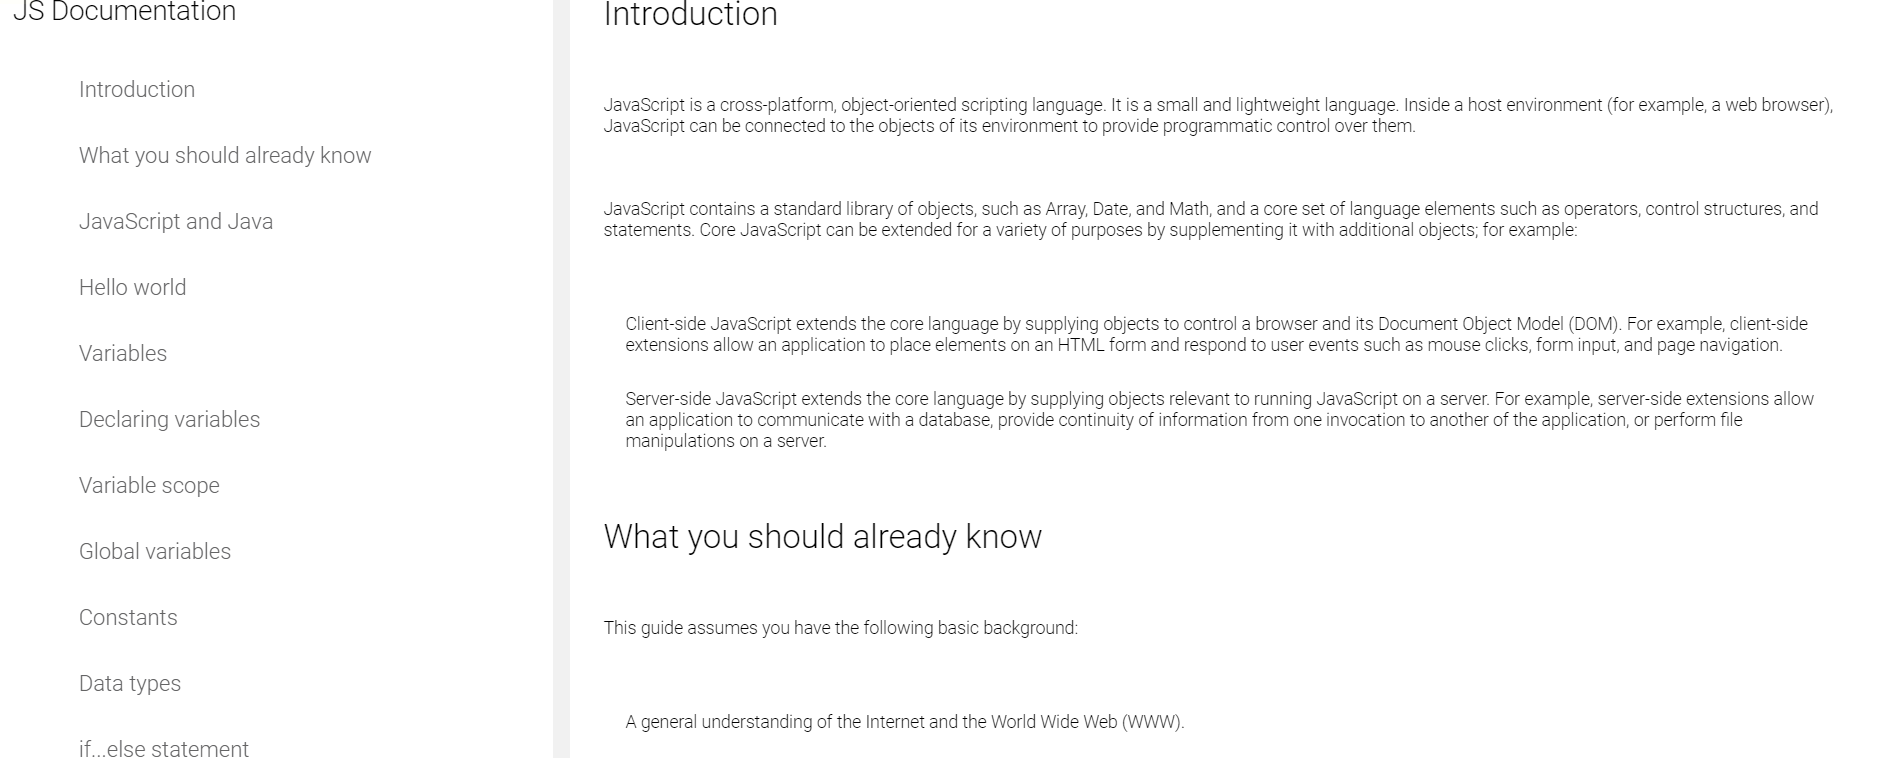 JS Documentation
Introduction
What you should already know
JavaScript and Java
Hello world
Variables
Declaring variables
Variable scope
Global variables
Constants
Data types
if...else statement
Introduction
JavaScript is a cross-platform, object-oriented scripting language. It is a small and lightweight language. Inside a host environment (for example, a web browser),
JavaScript can be connected to the objects of its environment to provide programmatic control over them.
JavaScript contains a standard library of objects, such as Array, Date, and Math, and a core set of language elements such as operators, control structures, and
statements. Core JavaScript can be extended for a variety of purposes by supplementing it with additional objects; for example:
Client-side JavaScript extends the core language by supplying objects to control a browser and its Document Object Model (DOM). For example, client-side
extensions allow an application to place elements on an HTML form and respond to user events such as mouse clicks, form input, and page navigation.
Server-side JavaScript extends the core language by supplying objects relevant to running JavaScript on a server. For example, server-side extensions allow
an application to communicate with a database, provide continuity of information from one invocation to another of the application, or perform file
manipulations on a server.
What you should already know
This guide assumes you have the following basic background:
A general understanding of the Internet and the World Wide Web (WWW).